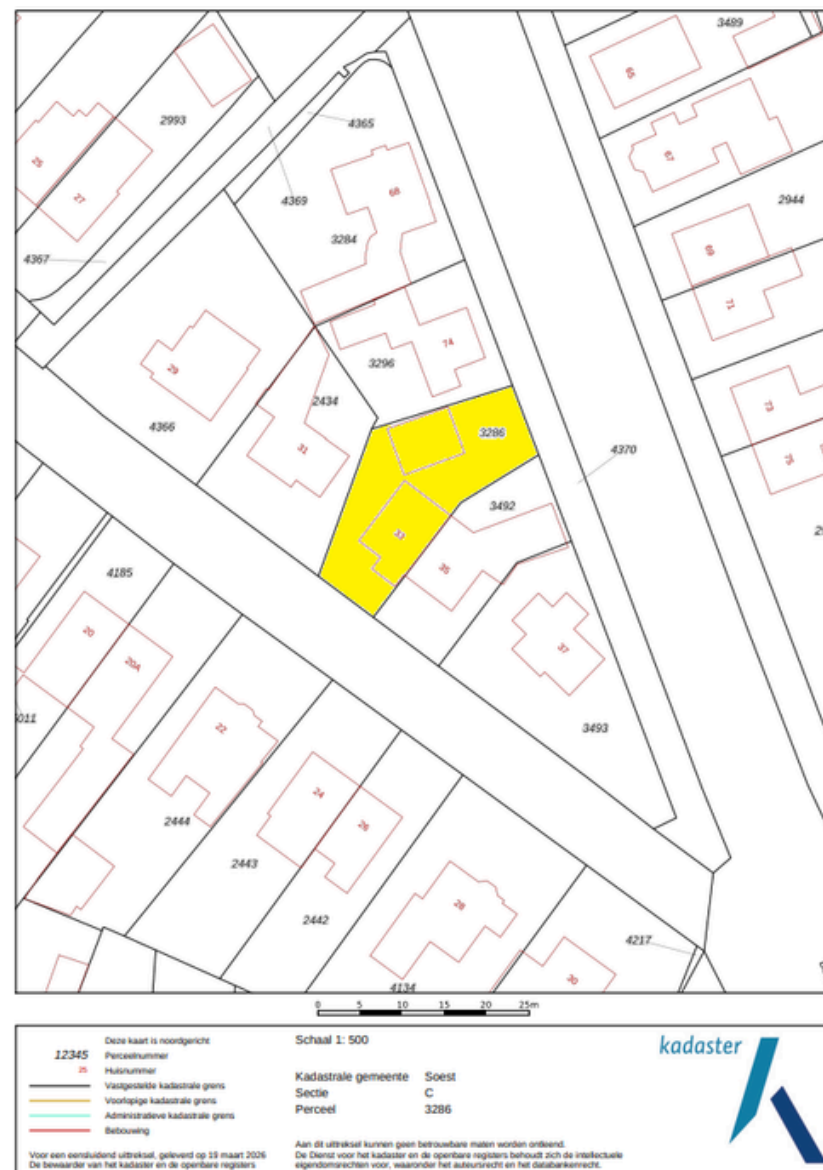 3489
65
2993
4365
25
67
27
68
4369
2944
3284
4367
69
71
74
29
3296
2434
73
4366
3286
31
4370
75
3492
33
35
4185
20
20A
37
5011
22
3493
24
2444
26
2443
28
2442
4217
30
4134
0 5 10 15 20 25m
Deze kaart is noordgericht
12345 Perceelnummer
25 Huisnummer
Vastgestelde kadastrale grens
Voorlopige kadastrale grens
Administratieve kadastrale grens
Bebouwing
Voor een eensluidend uittreksel, geleverd op 19 maart 2026
De bewaarder van het kadaster en de openbare registers
Schaal 1: 500
Kadastrale gemeente Soest
Sectie C
Perceel 3286
Aan dit uittreksel kunnen geen betrouwbare maten worden ontleend.
De Dienst voor het kadaster en de openbare registers behoudt zich de intellectuele
eigendomsrechten voor, waaronder het auteursrecht en het databankenrecht.
kadaster